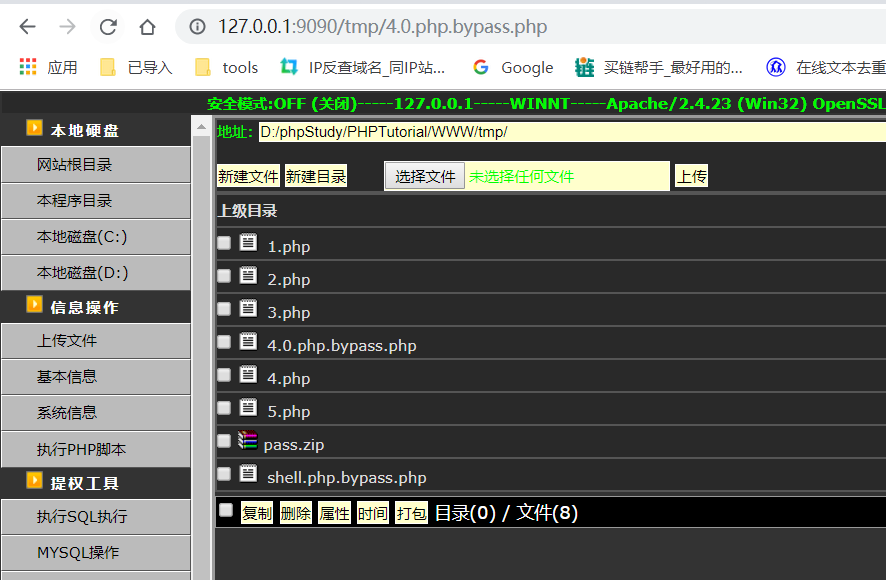 127.0.0.1:9090/tmp/4.0.php.bypass.php
应用 已导入 tools IP反查域名_同IP站... Google 买链帮手_最好用的... 在线文本去重
安全模式:OFF (关闭)-----127.0.0.1-----WINNT-----Apache/2.4.23 (Win32) OpenSSL
本地硬盘
网站根目录
本程序目录
本地磁盘(C:)
本地磁盘(D:)
信息操作
上传文件
基本信息
系统信息
执行PHP脚本
提权工具
执行SQL执行
MYSQL操作
地址: D:/phpStudy/PHPTutorial/WWW/tmp/
新建文件 新建目录 选择文件 未选择任何文件 上传
上级目录
1.php
2.php
3.php
4.0.php.bypass.php
4.php
5.php
pass.zip
shell.php.bypass.php
复制 删除 属性 时间 打包 目录(0) / 文件(8)